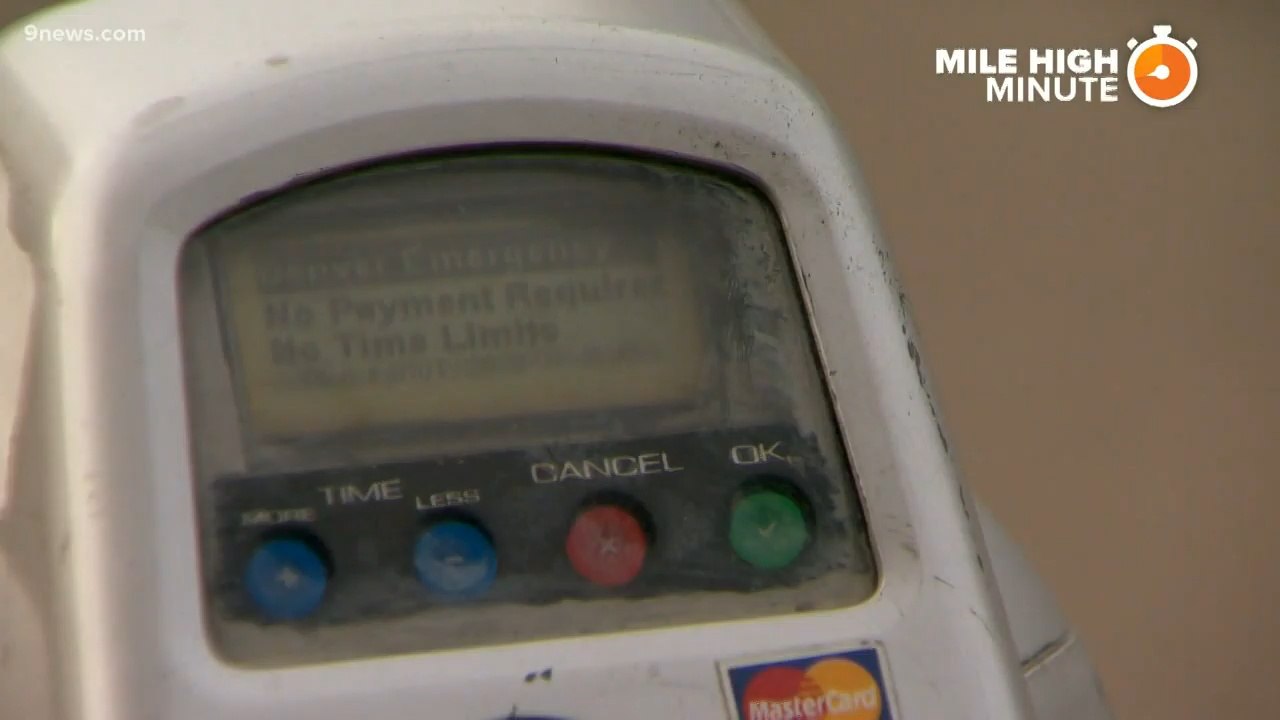 9news.com
MILE HIGH
MINUTE
Denver Emergency
No Payment Required
No Time Limits
MORE
TIME
LESS
CANCEL
OK
MasterCard